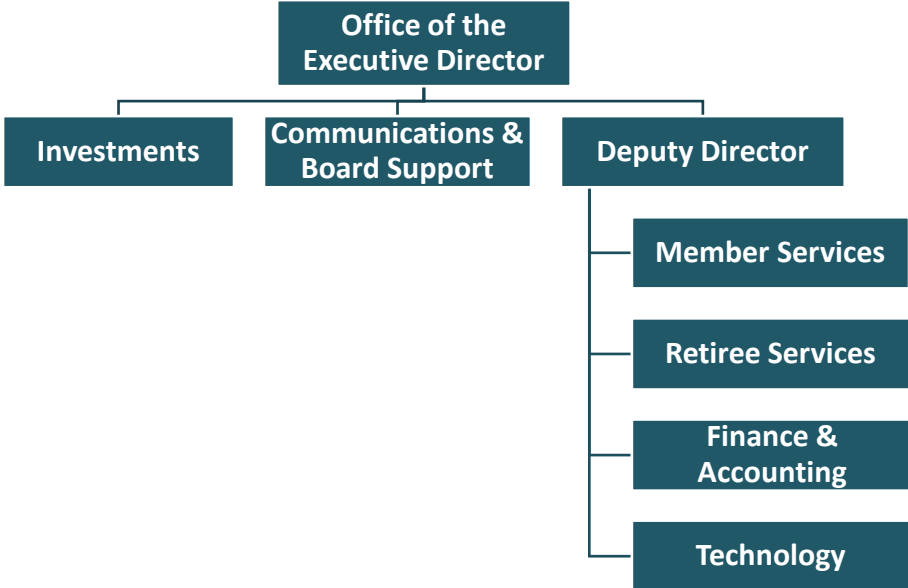 Office of the
Executive Director
Investments
Communications &
Board Support
Deputy Director
Member Services
Retiree Services
Finance &
Accounting
Technology